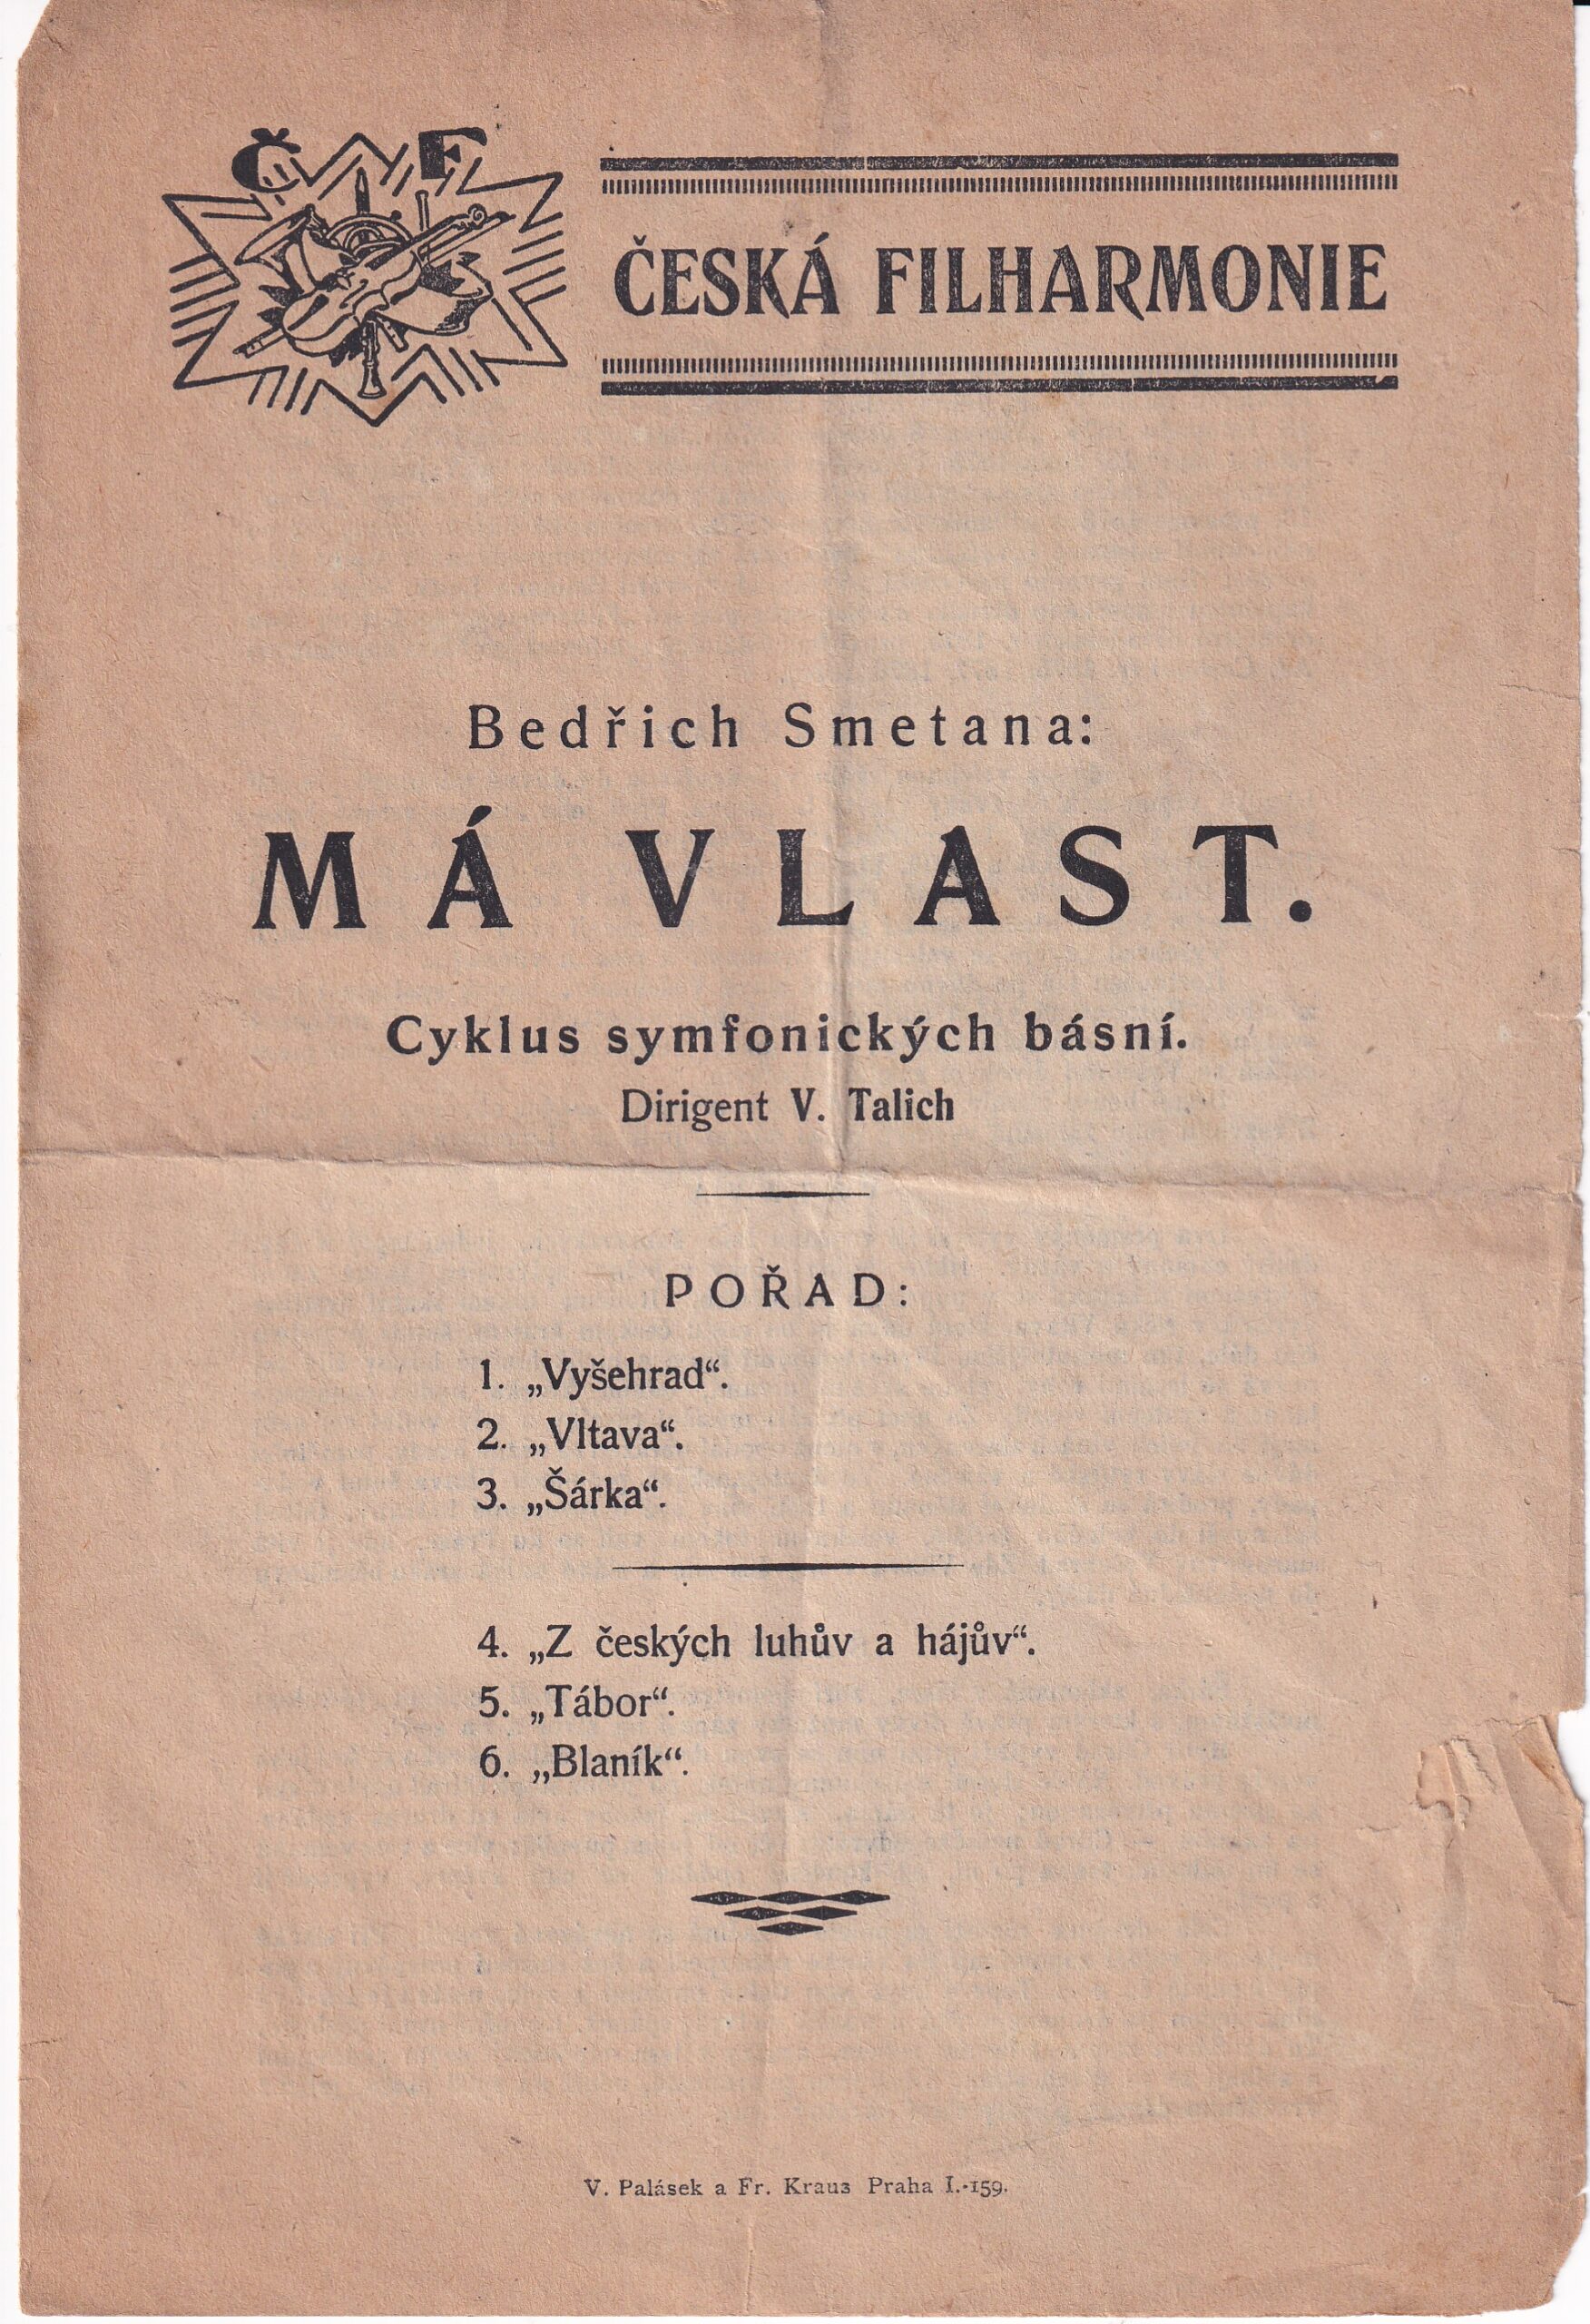 Č F
ČESKÁ FILHARMONIE
Bedřich Smetana:
MÁ VLAST.
Cyklus symfonických básní.
Dirigent V. Talich
POŘAD:
1. „Vyšehrad“.
2. „Vltava“.
3. „Šárka“.
4. „Z českých luhův a hájův“.
5. „Tábor“.
6. „Blaník“.
V. Palásek a Fr. Kraus Praha I.-159.